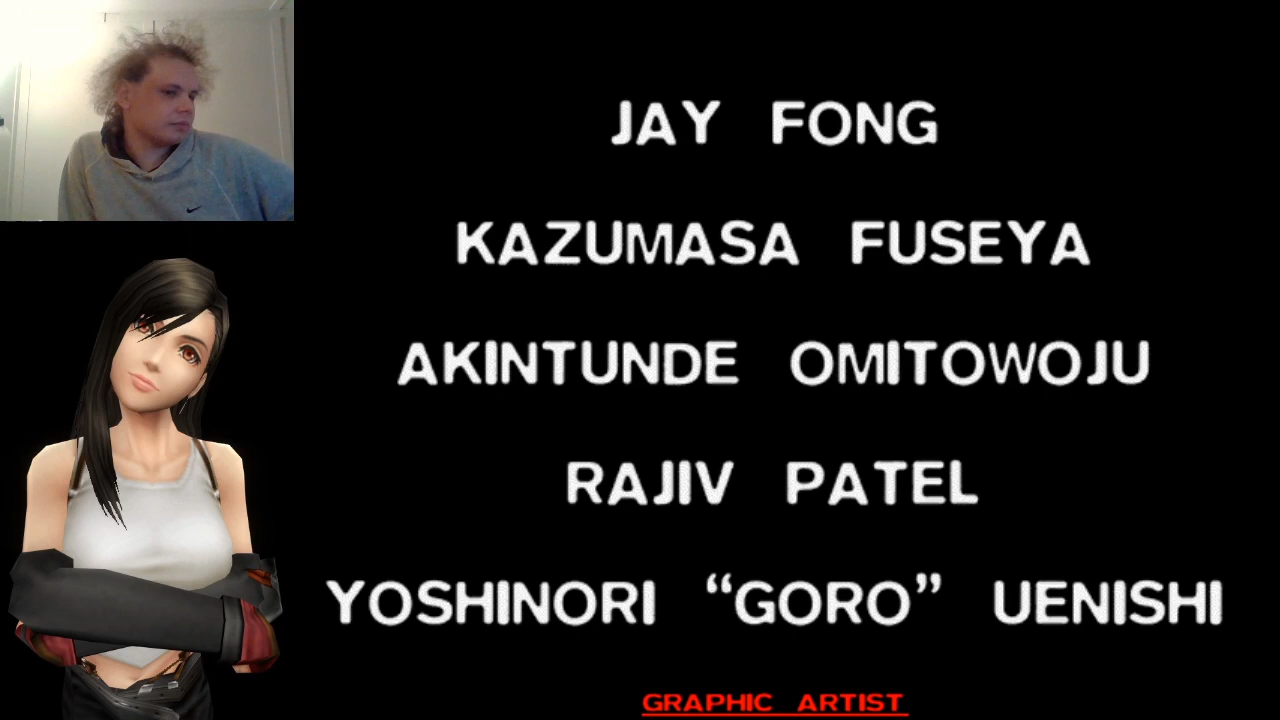 JAY FONG
KAZUMASA FUSEYA
AKINTUNDE OMITOWOJU
RAJIV PATEL
YOSHINORI “GORO” UENISHI
GRAPHIC ARTIST